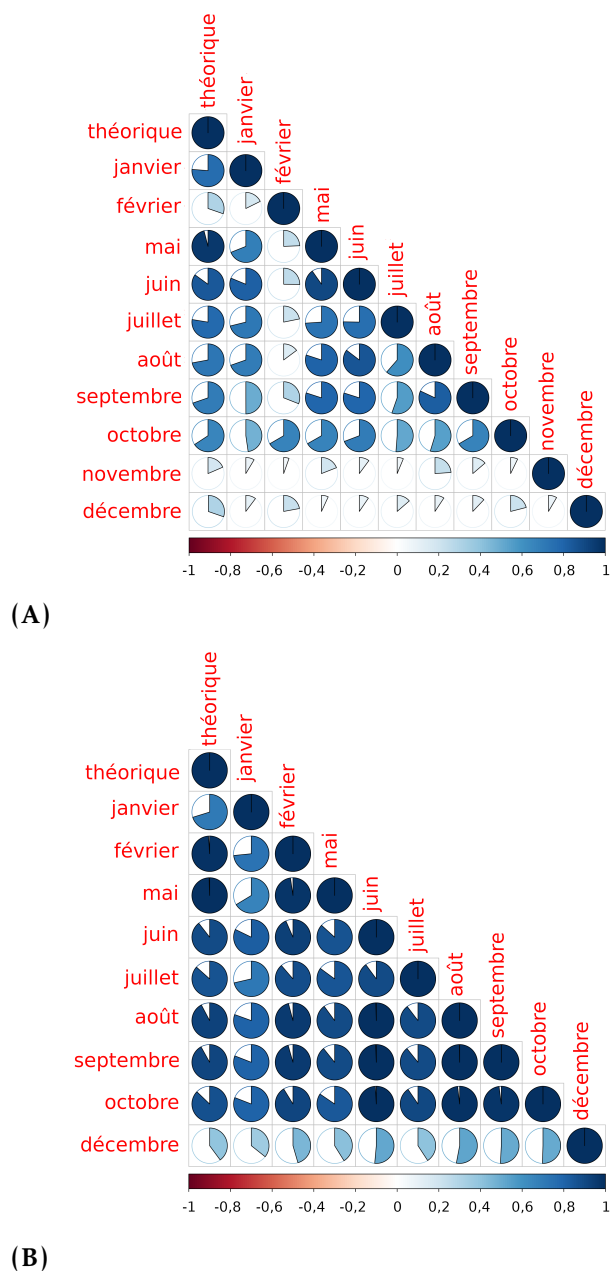 théorique
janvier
février
mai
juin
juillet
août
septembre
octobre
novembre
décembre
théorique
janvier
février
mai
juin
juillet
août
septembre
octobre
novembre
décembre
-1 -0,8 -0,6 -0,4 -0,2 0 0,2 0,4 0,6 0,8 1
(A)
théorique
janvier
février
mai
juin
juillet
août
septembre
octobre
décembre
théorique
janvier
février
mai
juin
juillet
août
septembre
octobre
décembre
-1 -0,8 -0,6 -0,4 -0,2 0 0,2 0,4 0,6 0,8 1
(B)